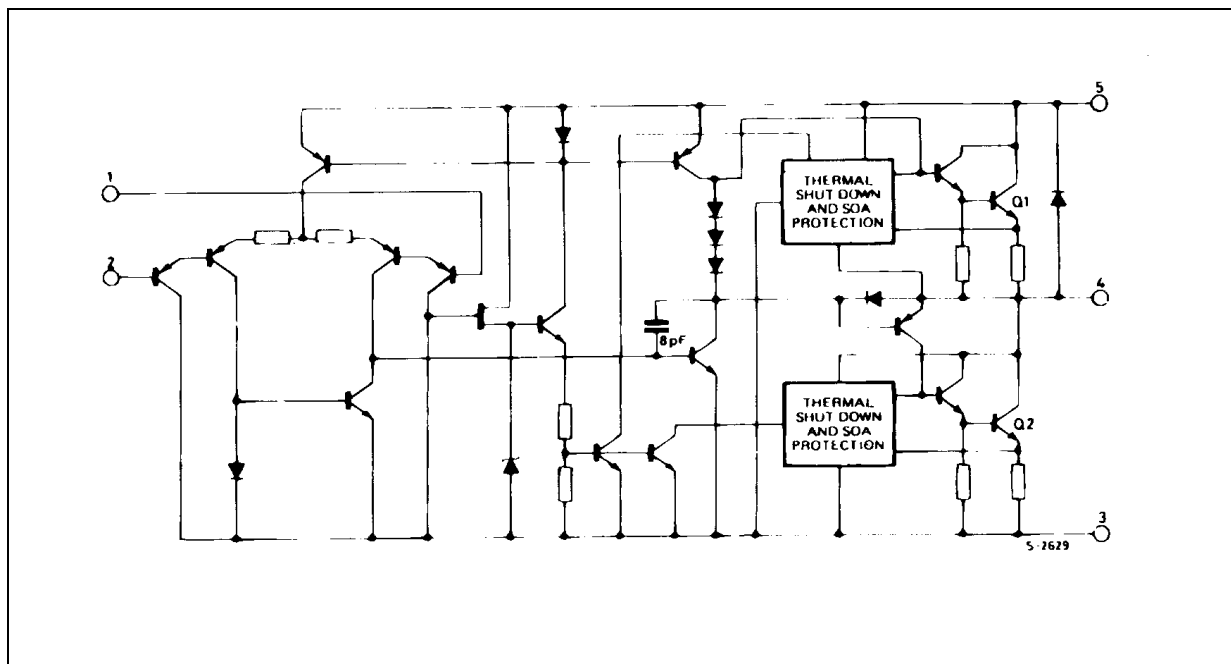 5
1
THERMAL
SHUT DOWN
AND SOA
PROTECTION
Q1
2
4
8pF
THERMAL
SHUT DOWN
AND SOA
PROTECTION
Q2
3
S-2629